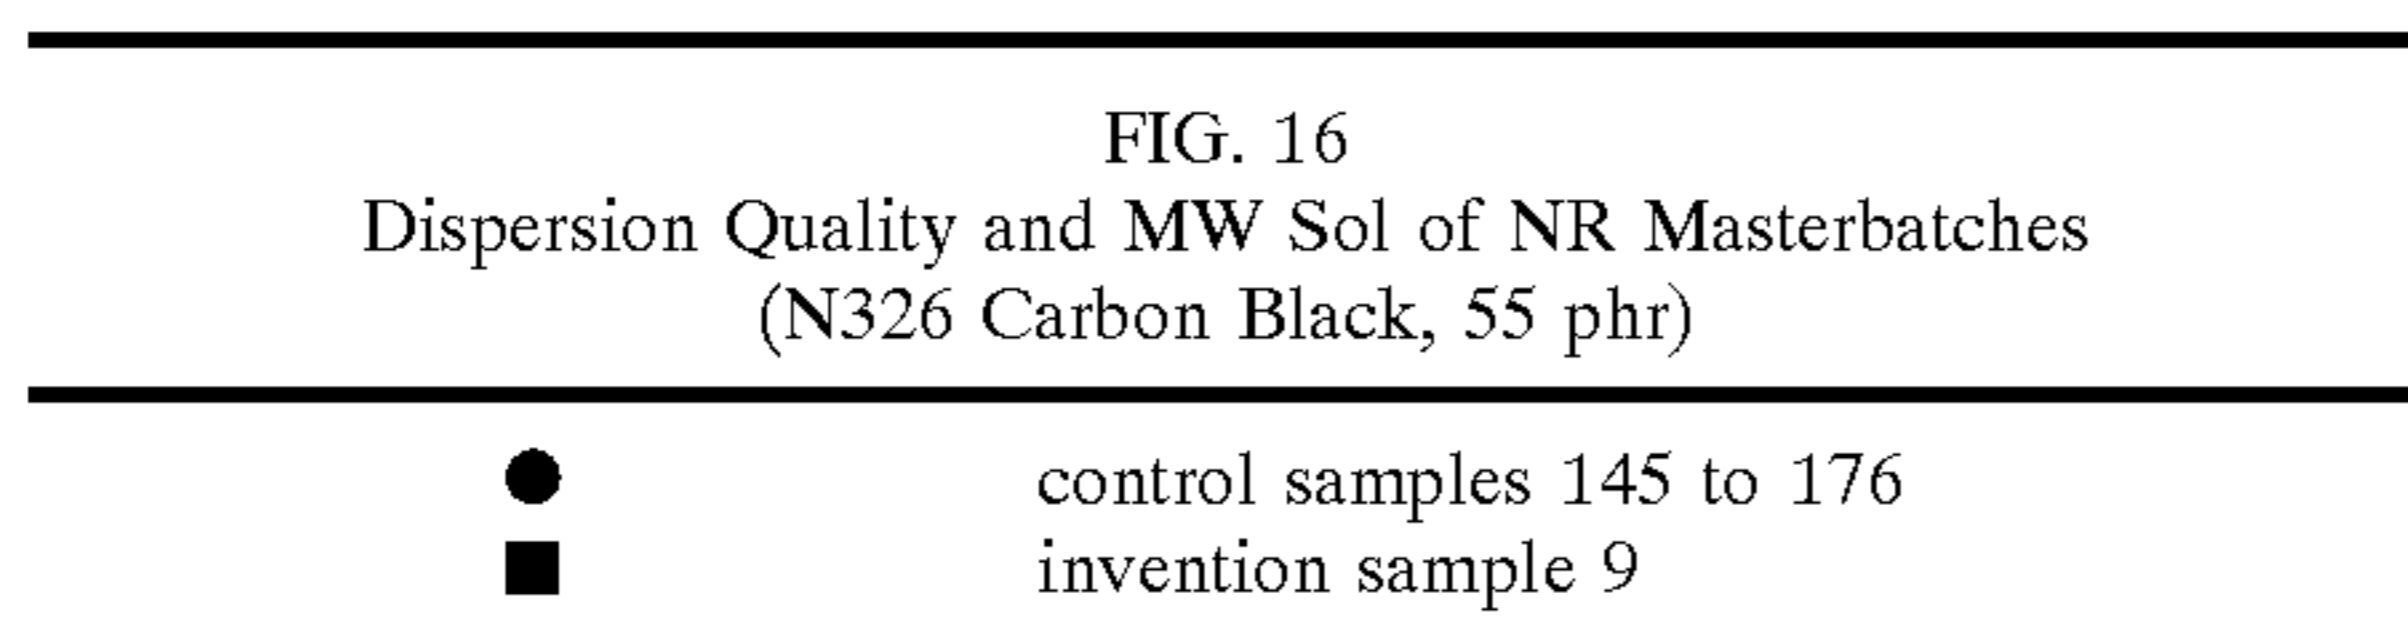 FIG. 16
Dispersion Quality and MW Sol of NR Masterbatches
(N326 Carbon Black, 55 phr)
● control samples 145 to 176
■ invention sample 9